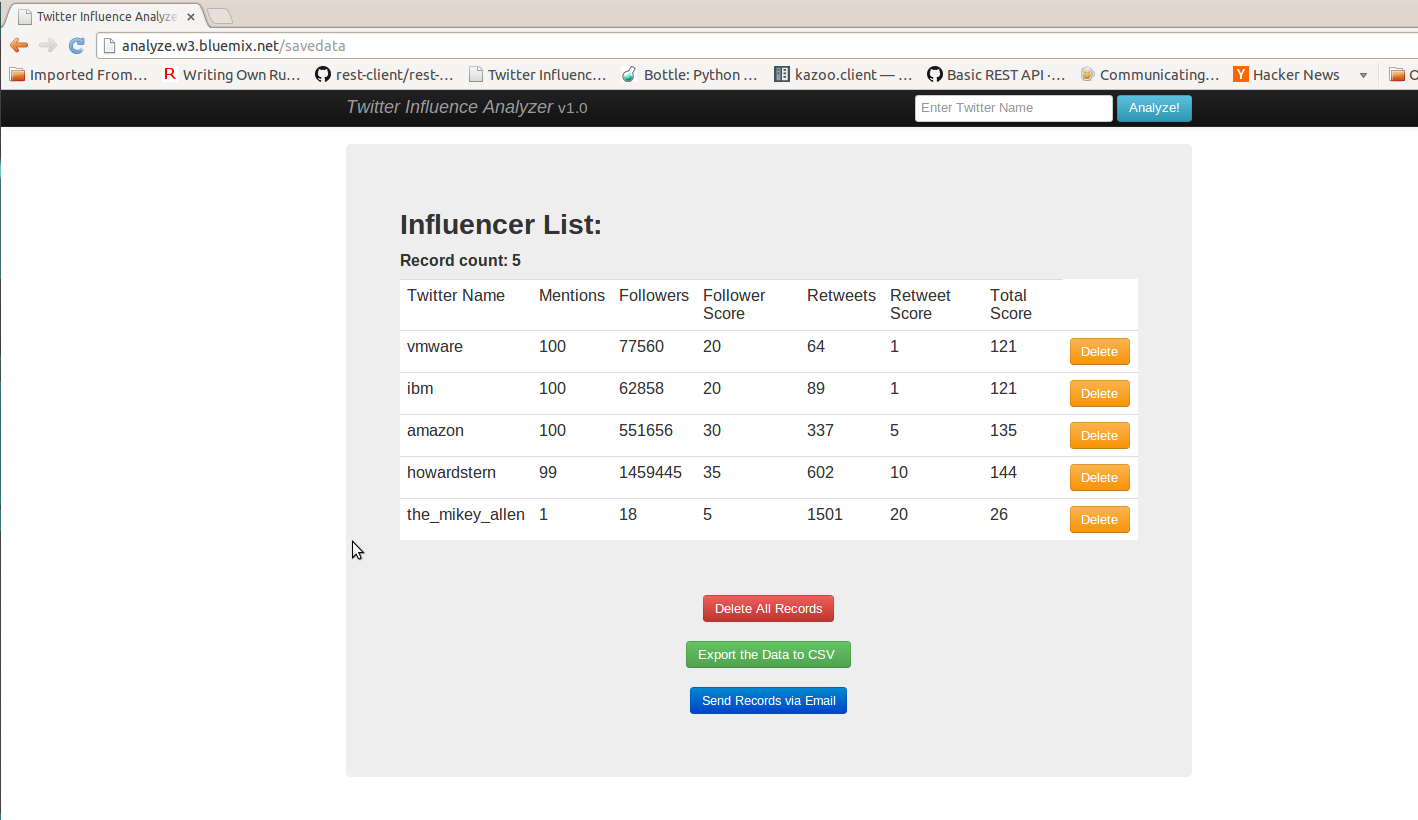 Twitter Influence Analyze
analyze.w3.bluemix.net/savedata
Imported From... Writing Own Ru... rest-client/rest-... Twitter Influenc... Bottle: Python ... kazoo.client — ... Basic REST API ·... Communicating... Hacker News
Twitter Influence Analyzer v1.0 Enter Twitter Name Analyze!
Influencer List:
Record count: 5
Twitter Name Mentions Followers Follower Score Retweets Retweet Score Total Score
vmware 100 77560 20 64 1 121 Delete
ibm 100 62858 20 89 1 121 Delete
amazon 100 551656 30 337 5 135 Delete
howardstern 99 1459445 35 602 10 144 Delete
the_mikey_allen 1 18 5 1501 20 26 Delete
Delete All Records
Export the Data to CSV
Send Records via Email